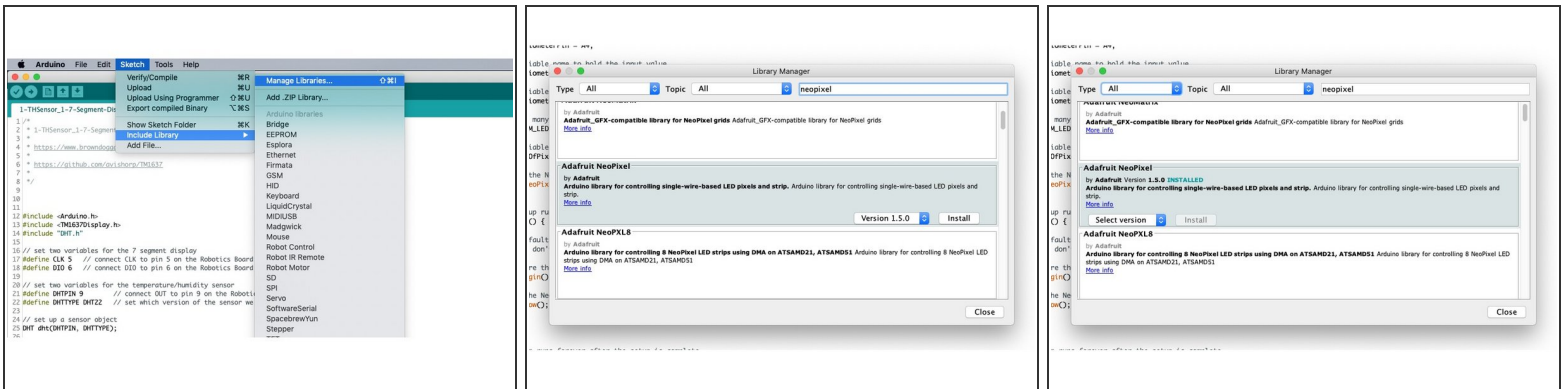 Arduino File Edit Sketch Tools Help
Verify/Compile ⌘R
Upload ⌘U
Upload Using Programmer ⇧⌘U
Export compiled Binary ⌥⌘S
Show Sketch Folder ⌘K
Include Library
Add File...
Manage Libraries... ⇧⌘I
Add .ZIP Library...
Arduino libraries
Bridge
EEPROM
Esplora
Ethernet
Firmata
GSM
HID
Keyboard
LiquidCrystal
MIDIUSB
Madgwick
Mouse
Robot Control
Robot IR Remote
Robot Motor
SD
SPI
Servo
SoftwareSerial
SpacebrewYun
Stepper
1-THSensor_1-7-Segment-Dis
1 /*
2 * 1-THSensor_1-7-Segment
3 *
4 * https://www.browndogg
5 *
6 * https://github.com/avishorp/TM1637
7 *
8 */
9
10
11
12 #include <Arduino.h>
13 #include <TM1637Display.h>
14 #include "DHT.h"
15
16 // set two variables for the 7 segment display
17 #define CLK 5 // connect CLK to pin 5 on the Robotics Board
18 #define DIO 6 // connect DIO to pin 6 on the Robotics Board
19
20 // set two variables for the temperature/humidity sensor
21 #define DHTPIN 9 // connect OUT to pin 9 on the Roboti
22 #define DHTTYPE DHT22 // set which version of the sensor we
23
24 // set up a sensor object
25 DHT dht(DHTPIN, DHTTYPE);
Library Manager
Type All Topic All neopixel
by Adafruit
Adafruit_GFX-compatible library for NeoPixel grids Adafruit_GFX-compatible library for NeoPixel grids
More info
Adafruit NeoPixel
by Adafruit
Arduino library for controlling single-wire-based LED pixels and strip. Arduino library for controlling single-wire-based LED pixels and
strip.
More info
Version 1.5.0 Install
Adafruit NeoPXL8
by Adafruit
Arduino library for controlling 8 NeoPixel LED strips using DMA on ATSAMD21, ATSAMD51 Arduino library for controlling 8 NeoPixel LED
strips using DMA on ATSAMD21, ATSAMD51
More info
Close
Library Manager
Type All Topic All neopixel
Adafruit NeoMatrix
by Adafruit
Adafruit_GFX-compatible library for NeoPixel grids Adafruit_GFX-compatible library for NeoPixel grids
More info
Adafruit NeoPixel
by Adafruit Version 1.5.0 INSTALLED
Arduino library for controlling single-wire-based LED pixels and strip. Arduino library for controlling single-wire-based LED pixels and
strip.
More info
Select version Install
Adafruit NeoPXL8
by Adafruit
Arduino library for controlling 8 NeoPixel LED strips using DMA on ATSAMD21, ATSAMD51 Arduino library for controlling 8 NeoPixel LED
strips using DMA on ATSAMD21, ATSAMD51
More info
Close